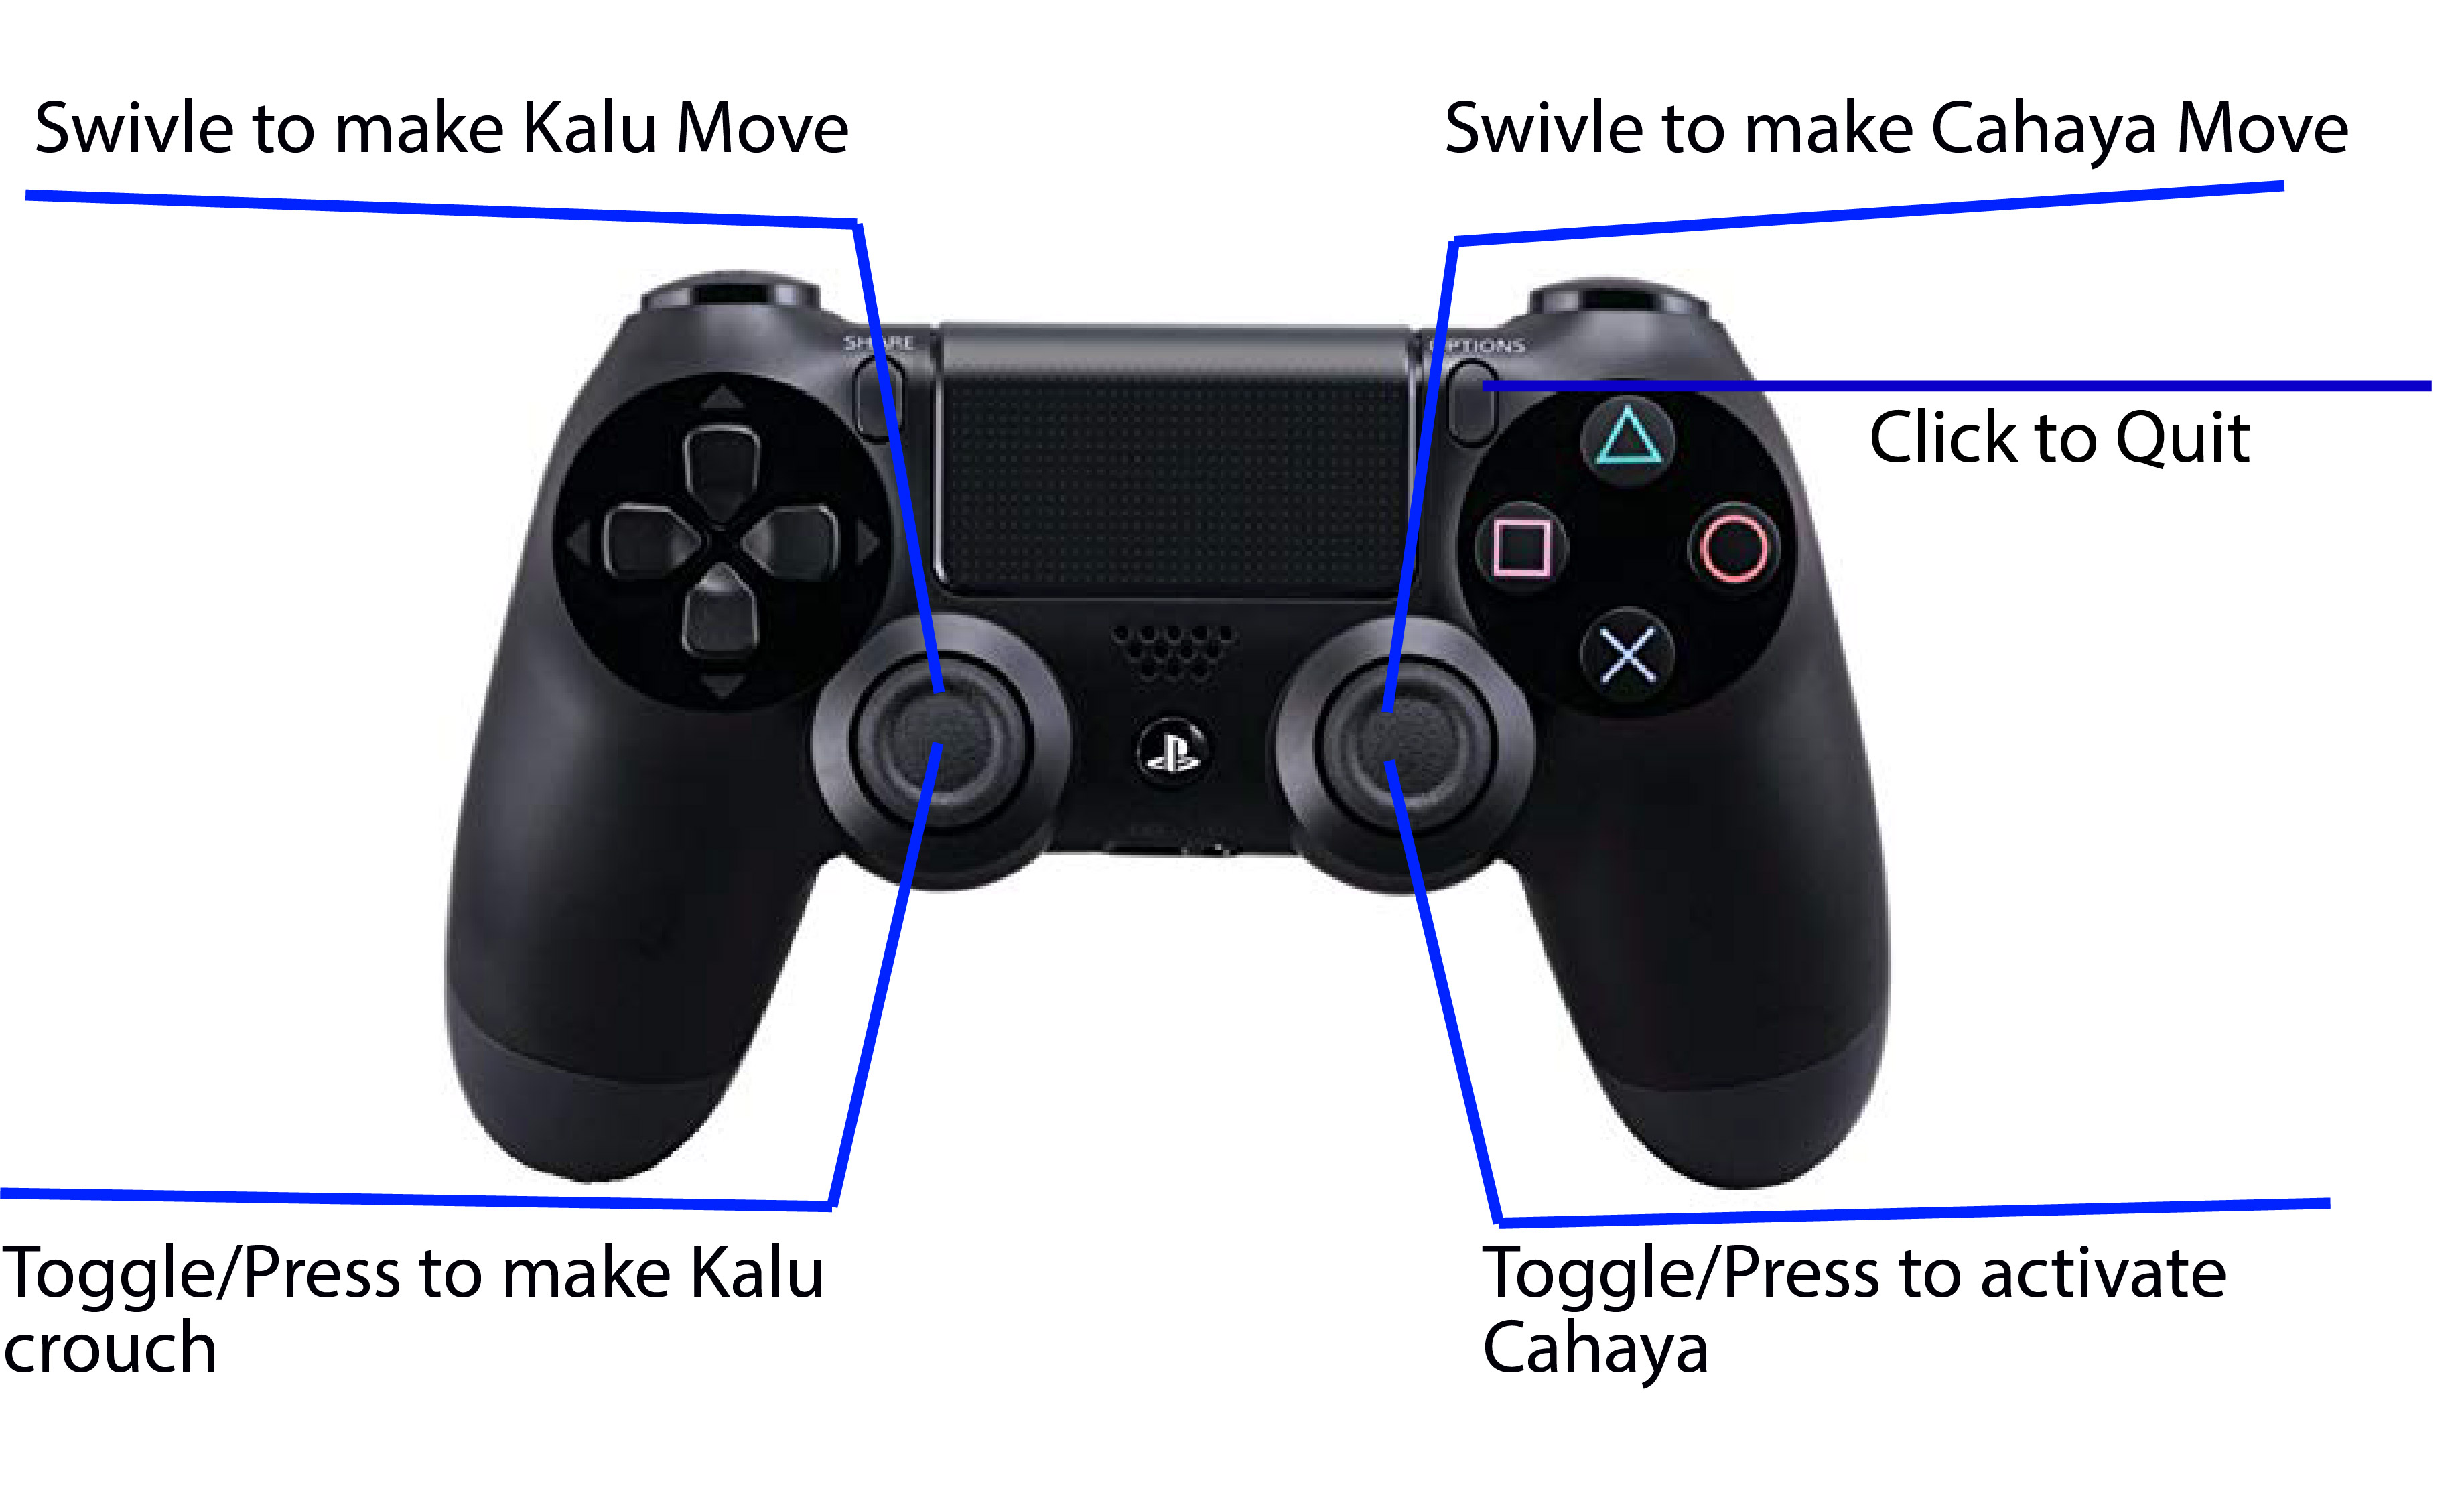 Swivle to make Kalu Move
Swivle to make Cahaya Move
SHARE
OPTIONS
Click to Quit
Toggle/Press to make Kalu
crouch
Toggle/Press to activate
Cahaya